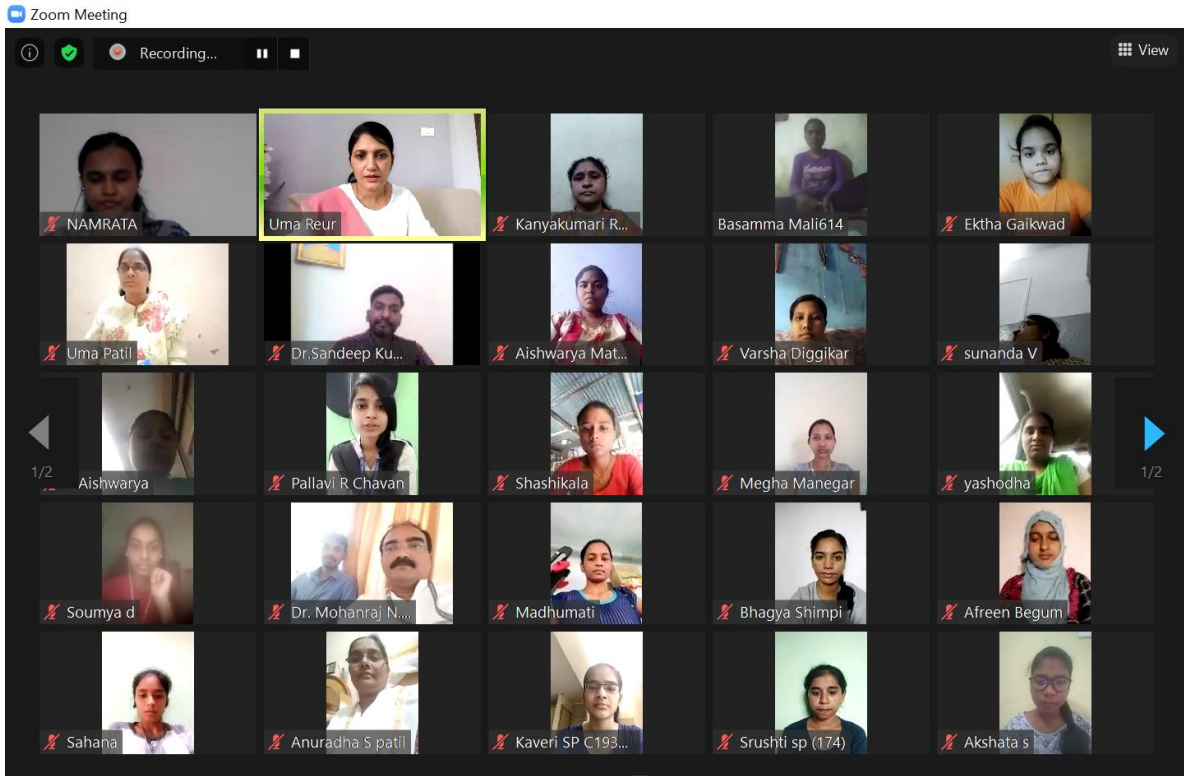 Zoom Meeting
Recording...
View
NAMRATA
Uma Reur
Kanyakumari R...
Basamma Mali614
Ektha Gaikwad
Uma Patil
Dr.Sandeep Ku...
Aishwarya Mat...
Varsha Diggikar
sunanda V
Aishwarya
Pallavi R Chavan
Shashikala
Megha Manegar
yashodha
1/2
1/2
Soumya d
Dr. Mohanraj N....
Madhumati
Bhagya Shimpi
Afreen Begum
Sahana
Anuradha S patil
Kaveri SP C193...
Srushti sp (174)
Akshata s